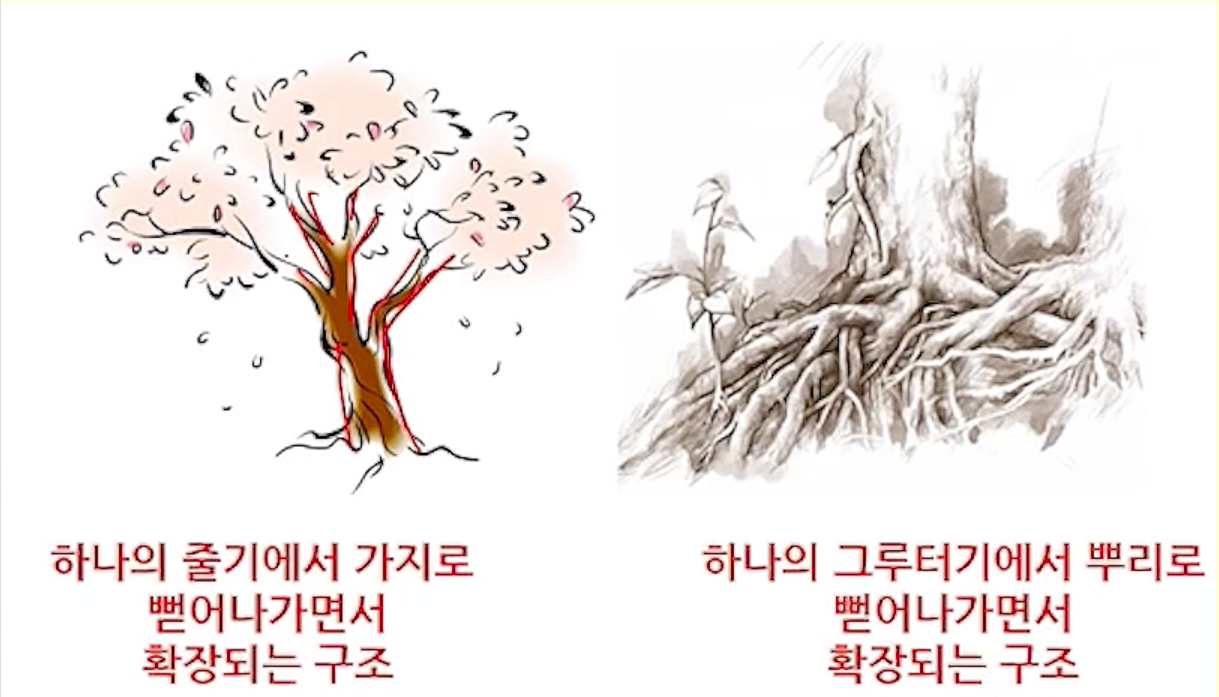 하나의 줄기에서 가지로
뻗어나가면서
확장되는 구조
하나의 그루터기에서 뿌리로
뻗어나가면서
확장되는 구조